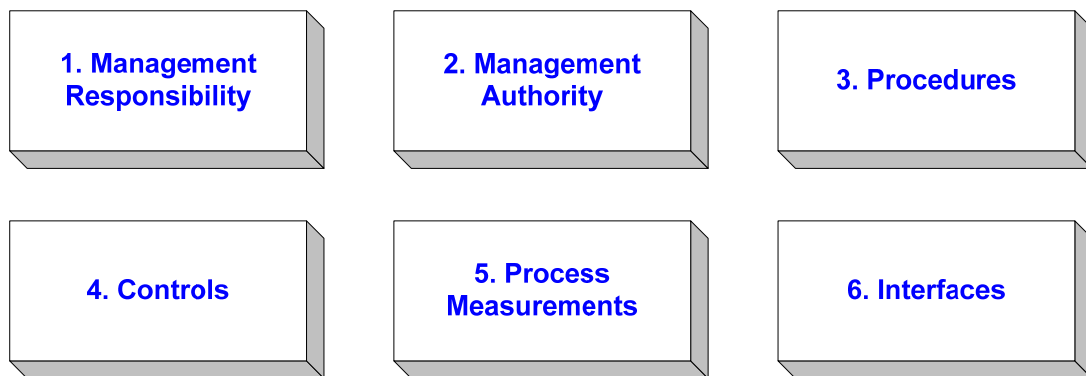 1. Management
Responsibility
2. Management
Authority
3. Procedures
4. Controls
5. Process
Measurements
6. Interfaces